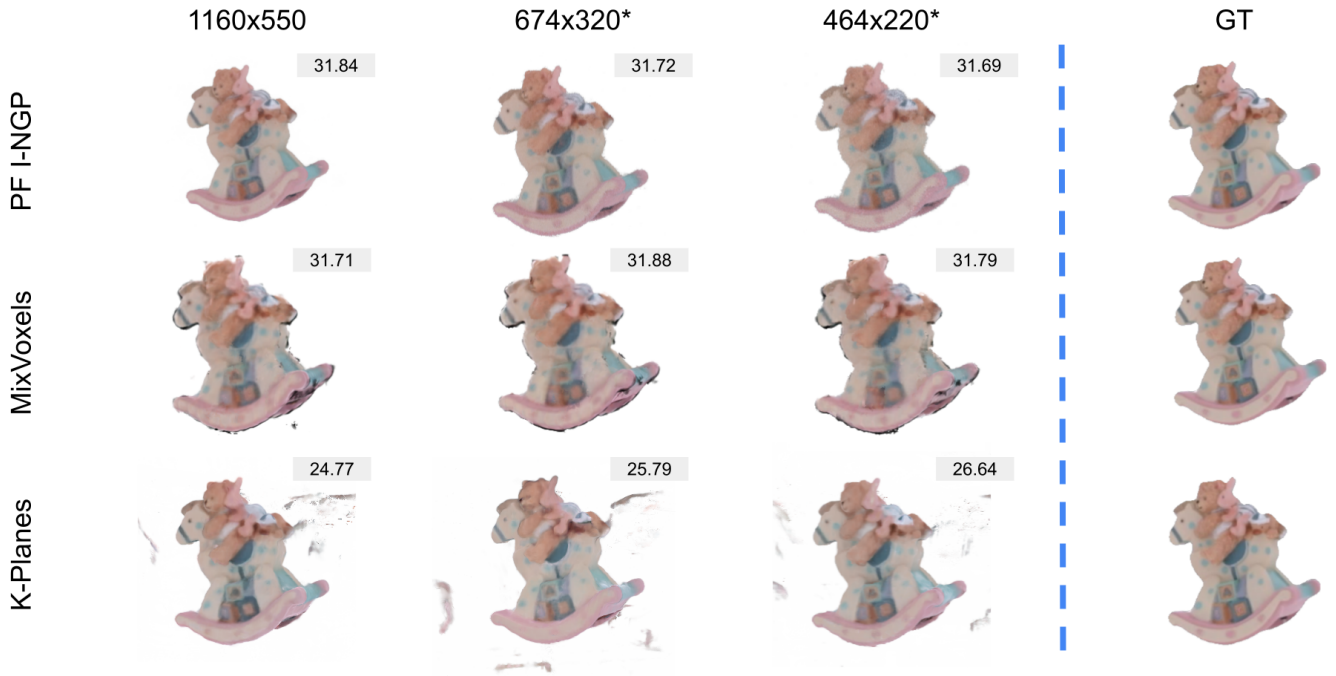 1160x550 674x320* 464x220* GT
PF I-NGP
31.84 31.72 31.69
MixVoxels
31.71 31.88 31.79
K-Planes
24.77 25.79 26.64